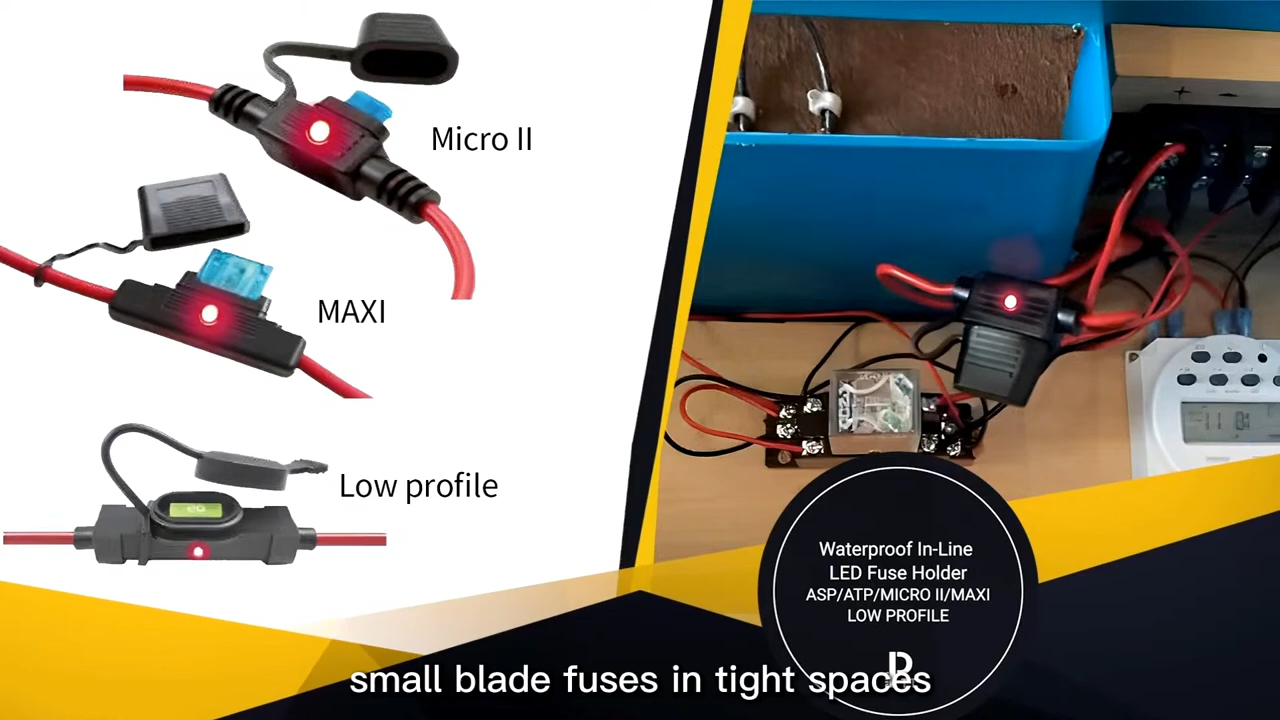 Micro II
MAXI
Low profile
Waterproof In-Line
LED Fuse Holder
ASP/ATP/MICRO II/MAXI
LOW PROFILE
small blade fuses in tight spaces